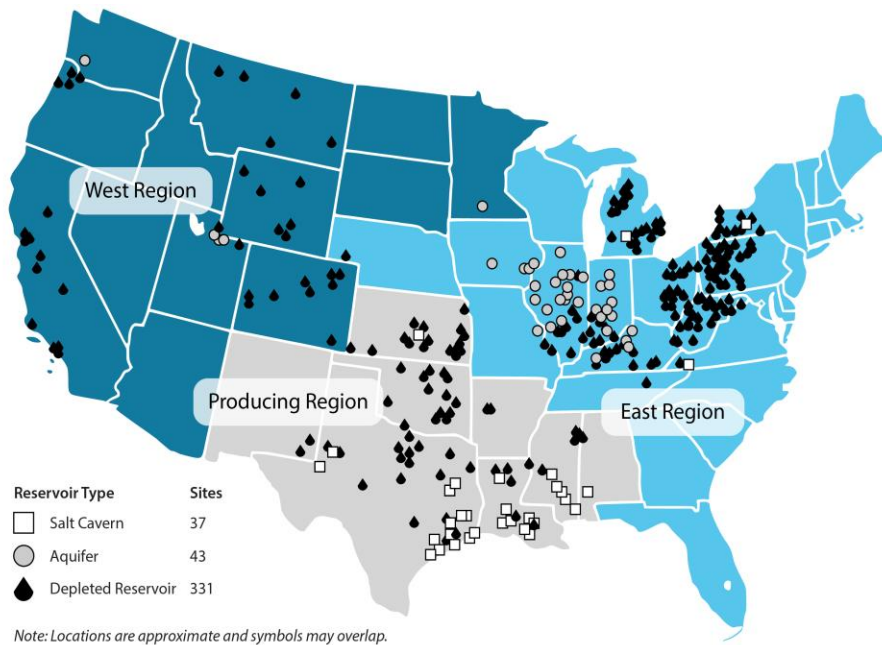 West Region
Producing Region
East Region
Reservoir Type Sites
Salt Cavern 37
Aquifer 43
Depleted Reservoir 331
Note: Locations are approximate and symbols may overlap.